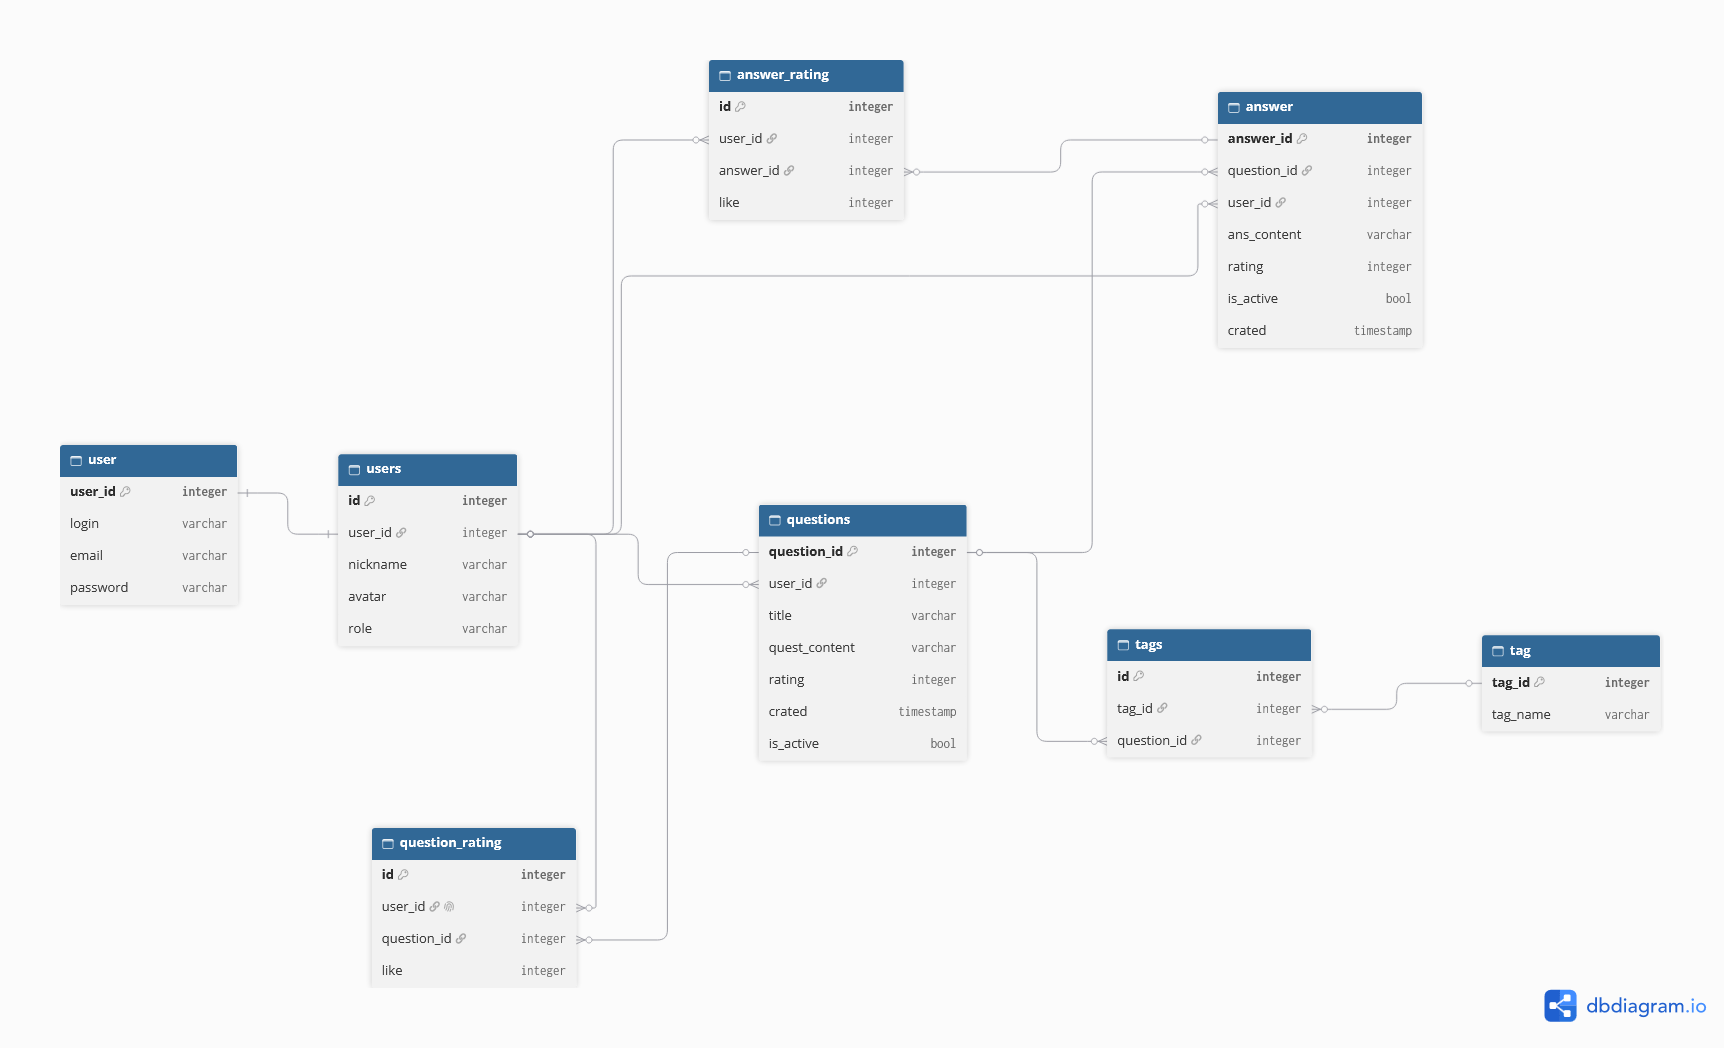 answer_rating
id integer
user_id integer
answer_id integer
like integer
answer
answer_id integer
question_id integer
user_id integer
ans_content varchar
rating integer
is_active bool
crated timestamp
user
user_id integer
login varchar
email varchar
password varchar
users
id integer
user_id integer
nickname varchar
avatar varchar
role varchar
questions
question_id integer
user_id integer
title varchar
quest_content varchar
rating integer
crated timestamp
is_active bool
tags
id integer
tag_id integer
question_id integer
tag
tag_id integer
tag_name varchar
question_rating
id integer
user_id integer
question_id integer
like integer
dbdiagram.io